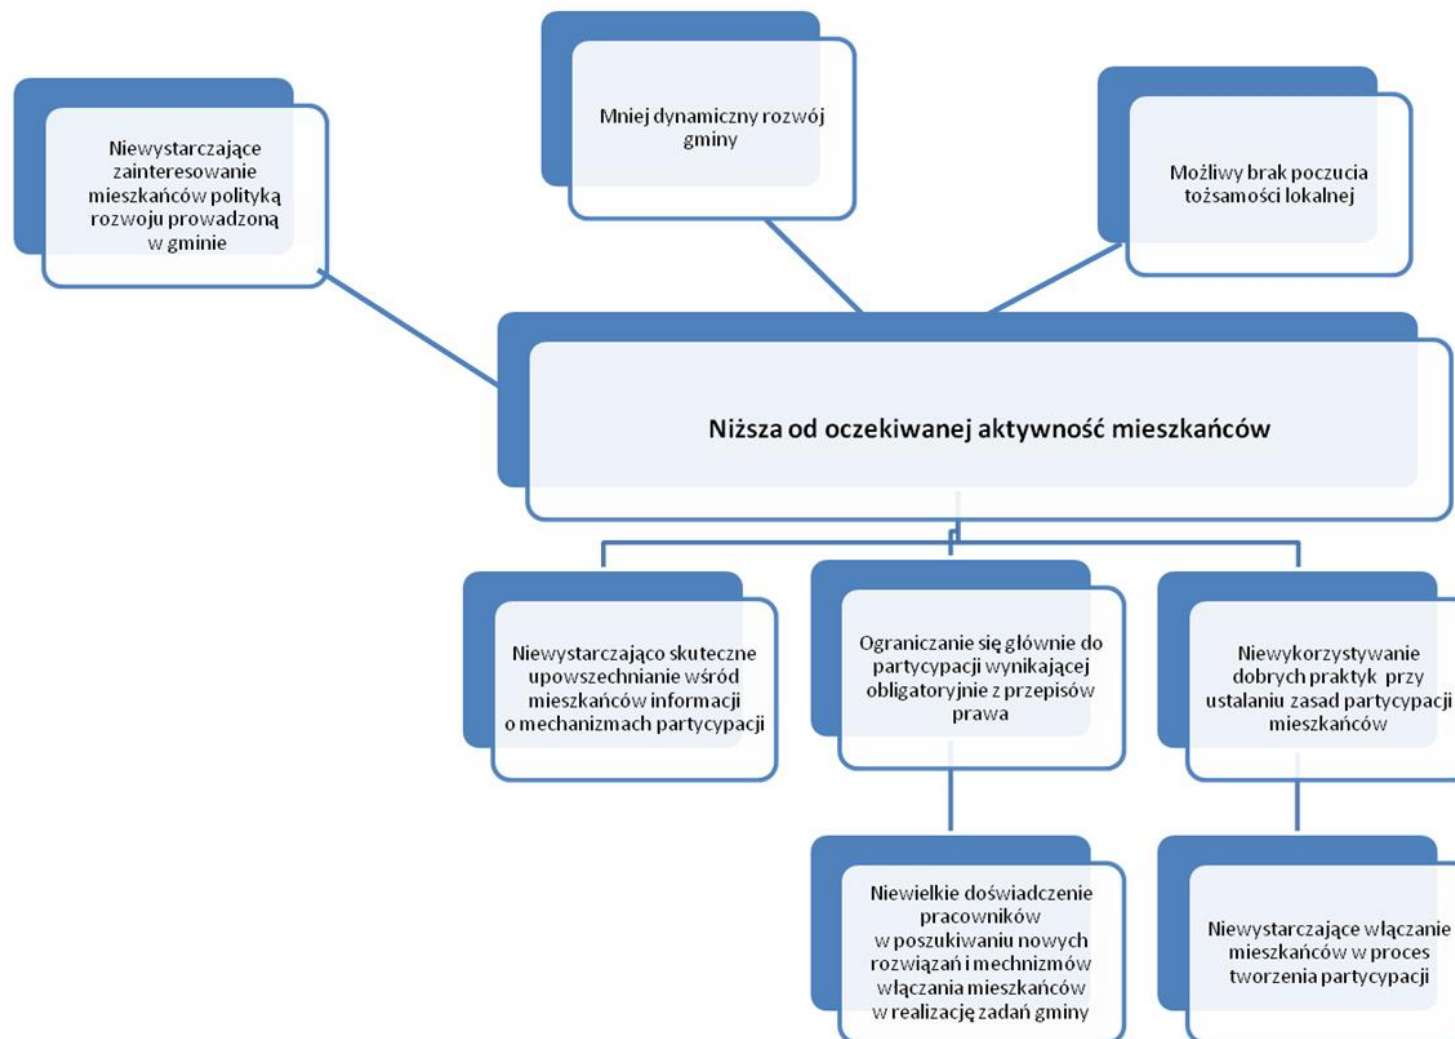 Niewystarczające
zainteresowanie
mieszkańców polityką
rozwoju prowadzoną
w gminie
Mniej dynamiczny rozwój
gminy
Możliwy brak poczucia
tożsamości lokalnej
Niższa od oczekiwanej aktywność mieszkańców
Niewystarczająco skuteczne
upowszechnianie wśród
mieszkańców informacji
o mechanizmach partycypacji
Ograniczanie się głównie do
partycypacji wynikającej
obligatoryjnie z przepisów
prawa
Niewykorzystywanie
dobrych praktyk przy
ustalaniu zasad partycypacji
mieszkańców
Niewielkie doświadczenie
pracowników
w poszukiwaniu nowych
rozwiązań i mechnizmów
włączania mieszkańców
w realizację zadań gminy
Niewystarczające włączanie
mieszkańców w proces
tworzenia partycypacji